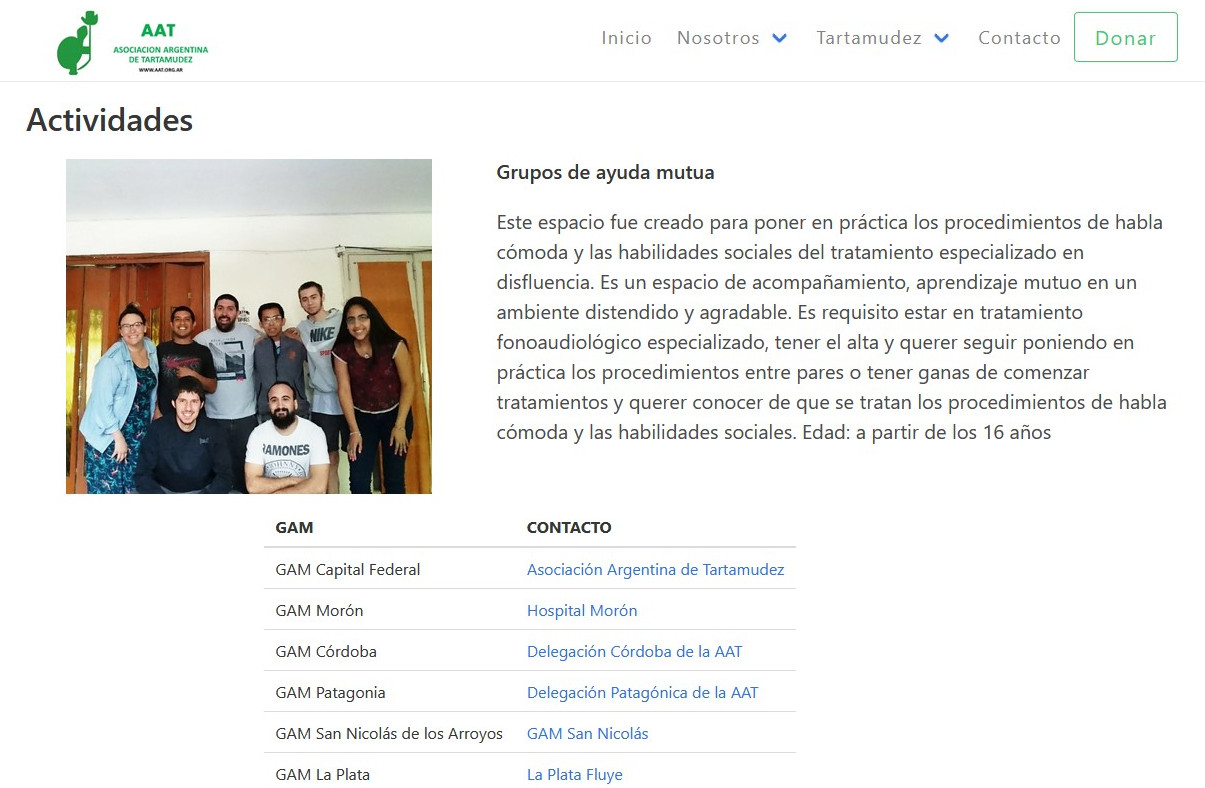 AAT
ASOCIACION ARGENTINA
DE TARTAMUDEZ
WWW.AAT.ORG.AR
Inicio
Nosotros
Tartamudez
Contacto
Donar
Actividades
Grupos de ayuda mutua
Este espacio fue creado para poner en práctica los procedimientos de habla
cómoda y las habilidades sociales del tratamiento especializado en
disfluencia. Es un espacio de acompañamiento, aprendizaje mutuo en un
ambiente distendido y agradable. Es requisito estar en tratamiento
fonoaudiológico especializado, tener el alta y querer seguir poniendo en
práctica los procedimientos entre pares o tener ganas de comenzar
tratamientos y querer conocer de que se tratan los procedimientos de habla
cómoda y las habilidades sociales. Edad: a partir de los 16 años
NIKE
RAMONES
GAM CONTACTO
GAM Capital Federal Asociación Argentina de Tartamudez
GAM Morón Hospital Morón
GAM Córdoba Delegación Córdoba de la AAT
GAM Patagonia Delegación Patagónica de la AAT
GAM San Nicolás de los Arroyos GAM San Nicolás
GAM La Plata La Plata Fluye